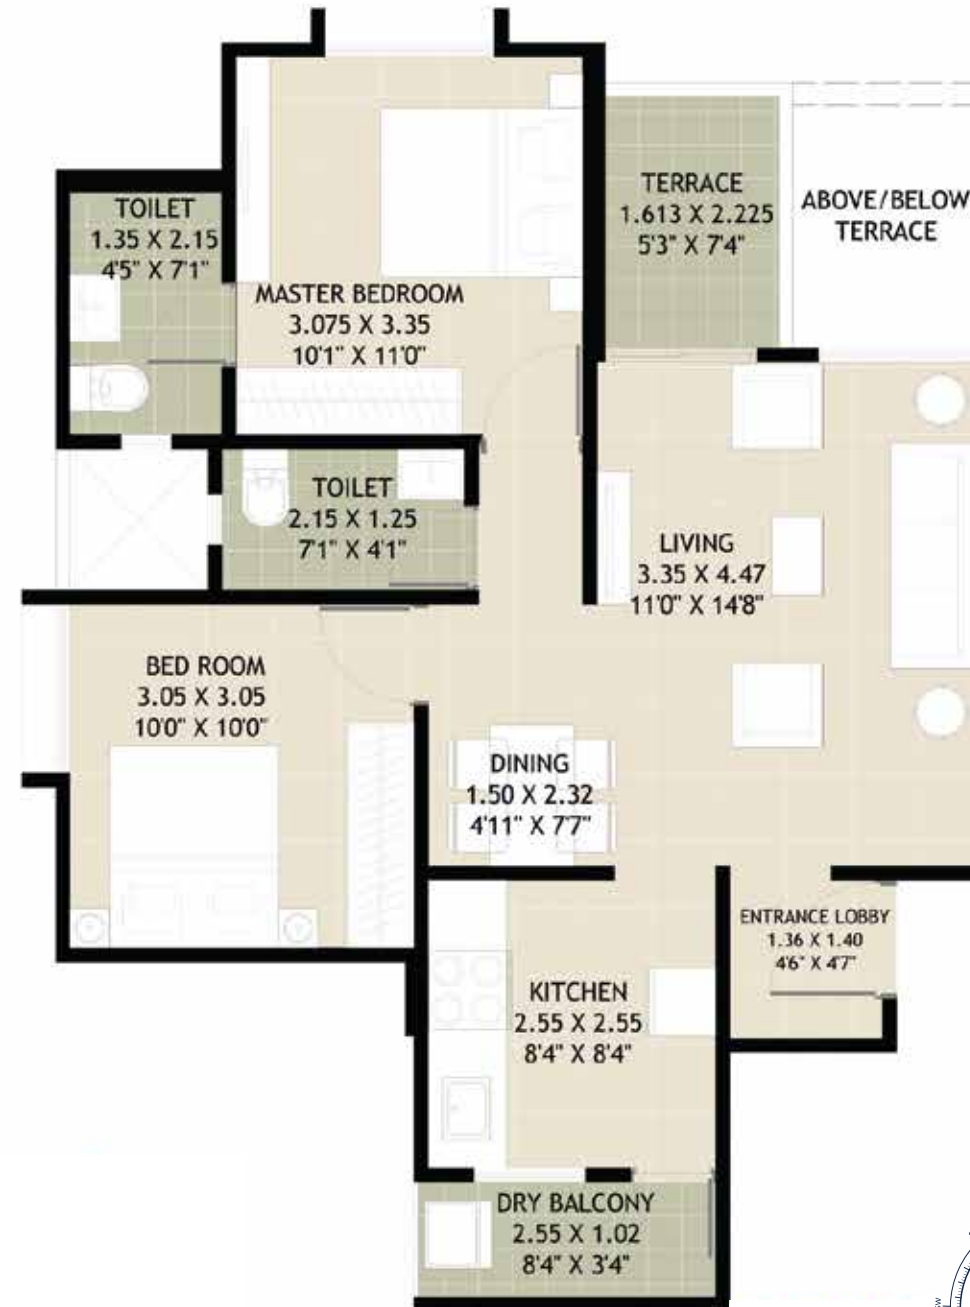 TOILET
1.35 X 2.15
4'5" X 7'1"
MASTER BEDROOM
3.075 X 3.35
10'1" X 11'0"
TERRACE
1.613 X 2.225
5'3" X 7'4"
ABOVE/BELOW
TERRACE
TOILET
2.15 X 1.25
7'1" X 4'1"
LIVING
3.35 X 4.47
11'0" X 14'8"
BED ROOM
3.05 X 3.05
10'0" X 10'0"
DINING
1.50 X 2.32
4'11" X 7'7"
ENTRANCE LOBBY
1.36 X 1.40
4'6" X 4'7"
KITCHEN
2.55 X 2.55
8'4" X 8'4"
DRY BALCONY
2.55 X 1.02
8'4" X 3'4"